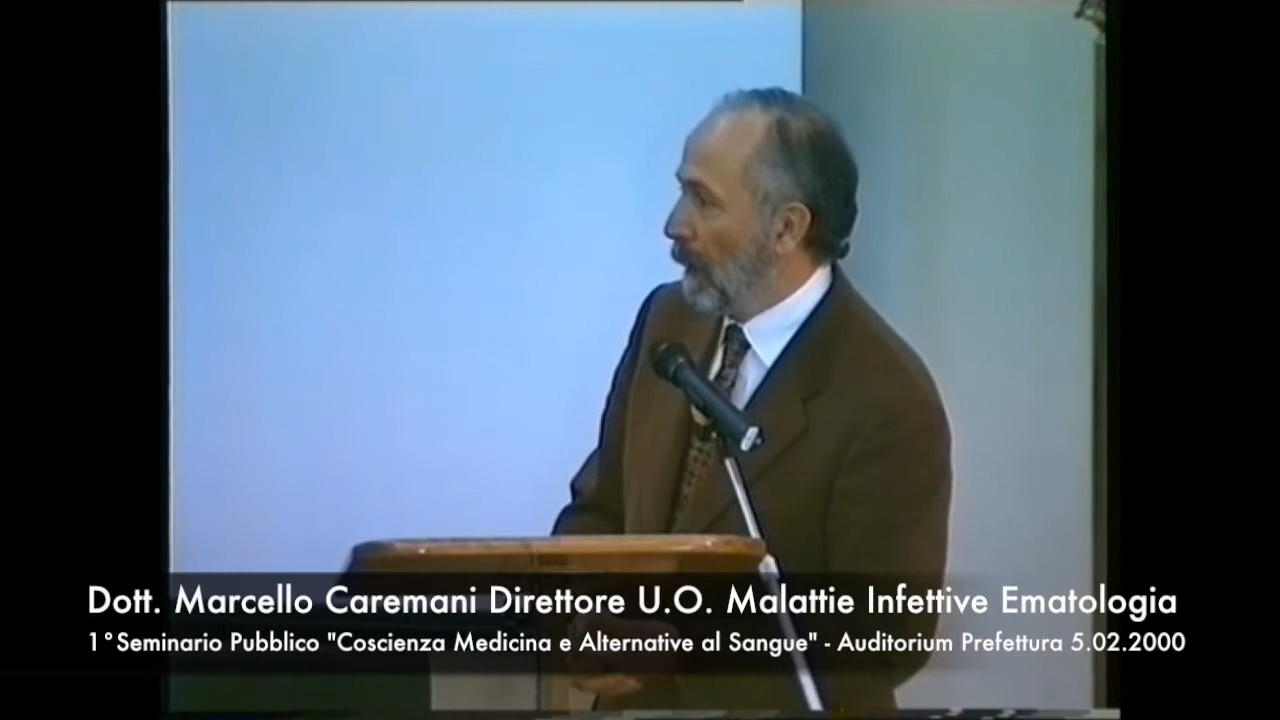 Dott. Marcello Caremani Direttore U.O. Malattie Infettive Ematologia
1°Seminario Pubblico "Coscienza Medicina e Alternative al Sangue" - Auditorium Prefettura 5.02.2000